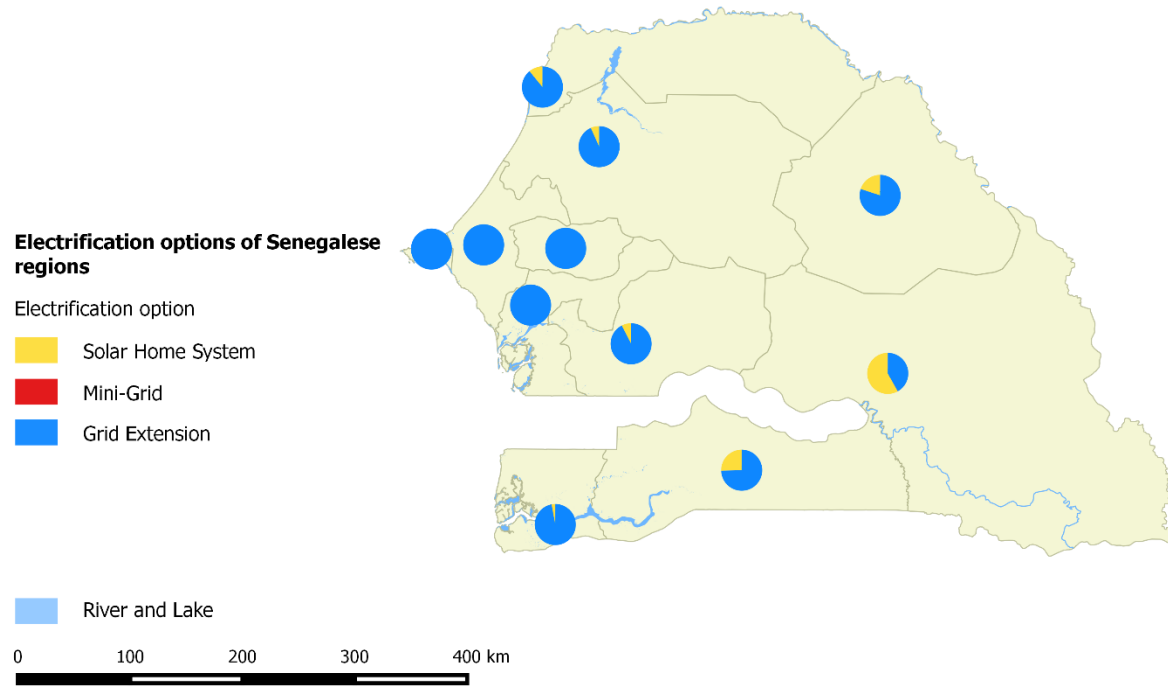 Electrification options of Senegalese
regions
Electrification option
Solar Home System
Mini-Grid
Grid Extension
River and Lake
0 100 200 300 400 km